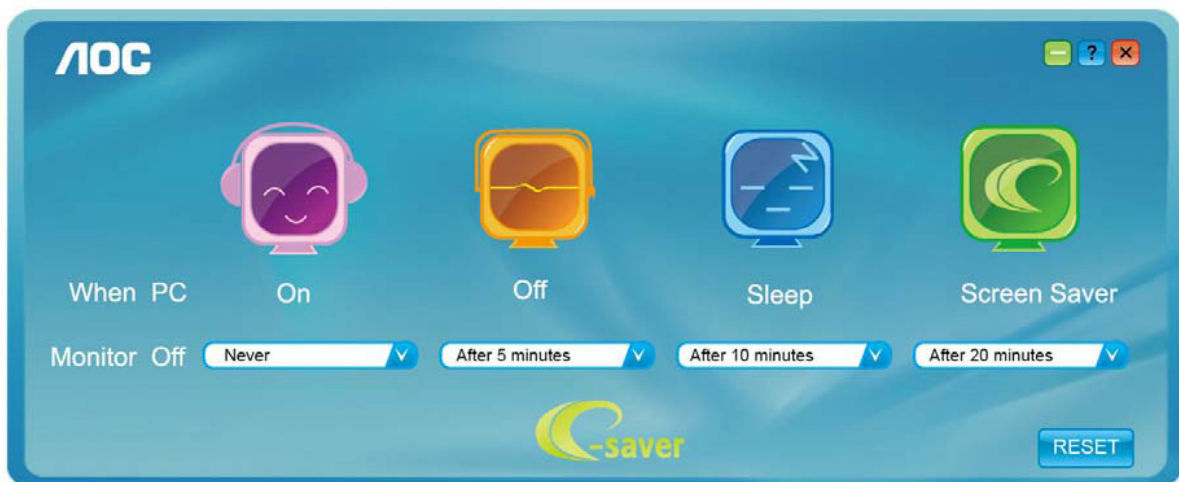 AOC
?
When PC On Off Sleep Screen Saver
Monitor Off Never After 5 minutes After 10 minutes After 20 minutes
e-saver
RESET